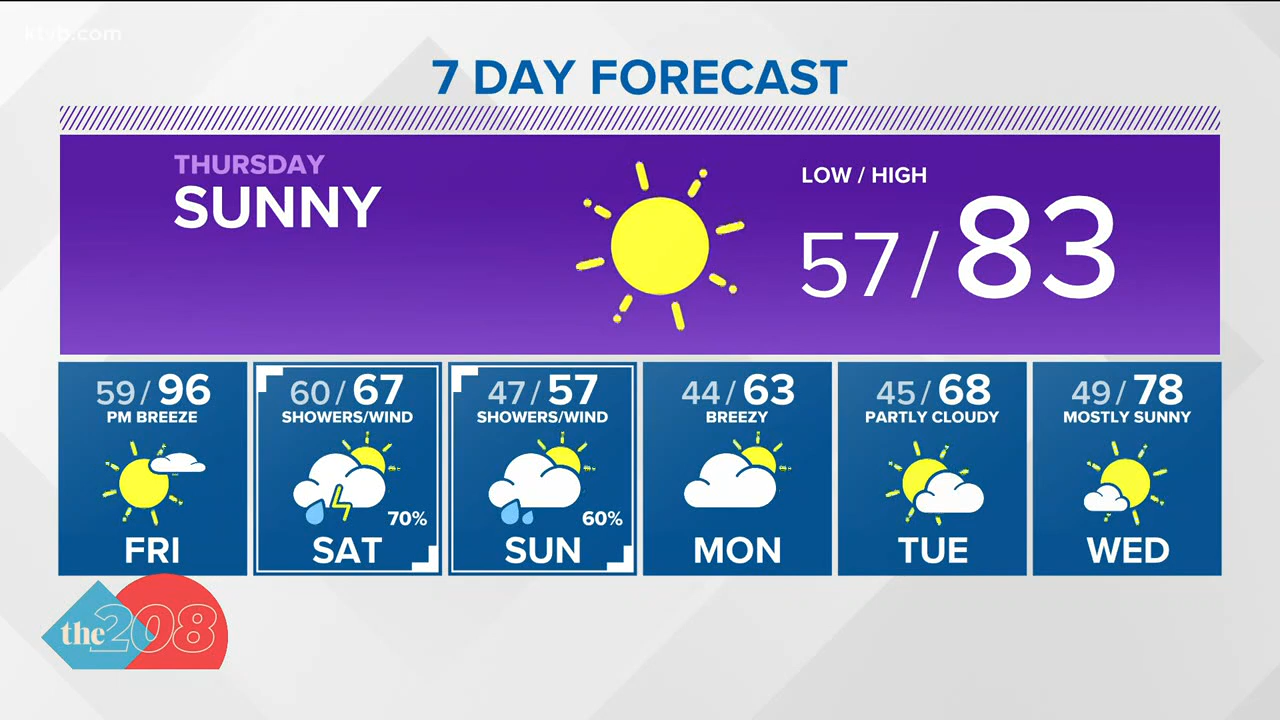 ktvb.com
7 DAY FORECAST
THURSDAY
SUNNY
LOW / HIGH
57/83
59/96
PM BREEZE
FRI
60/67
SHOWERS/WIND
70%
SAT
47/57
SHOWERS/WIND
60%
SUN
44/63
BREEZY
MON
45/68
PARTLY CLOUDY
TUE
49/78
MOSTLY SUNNY
WED
the208